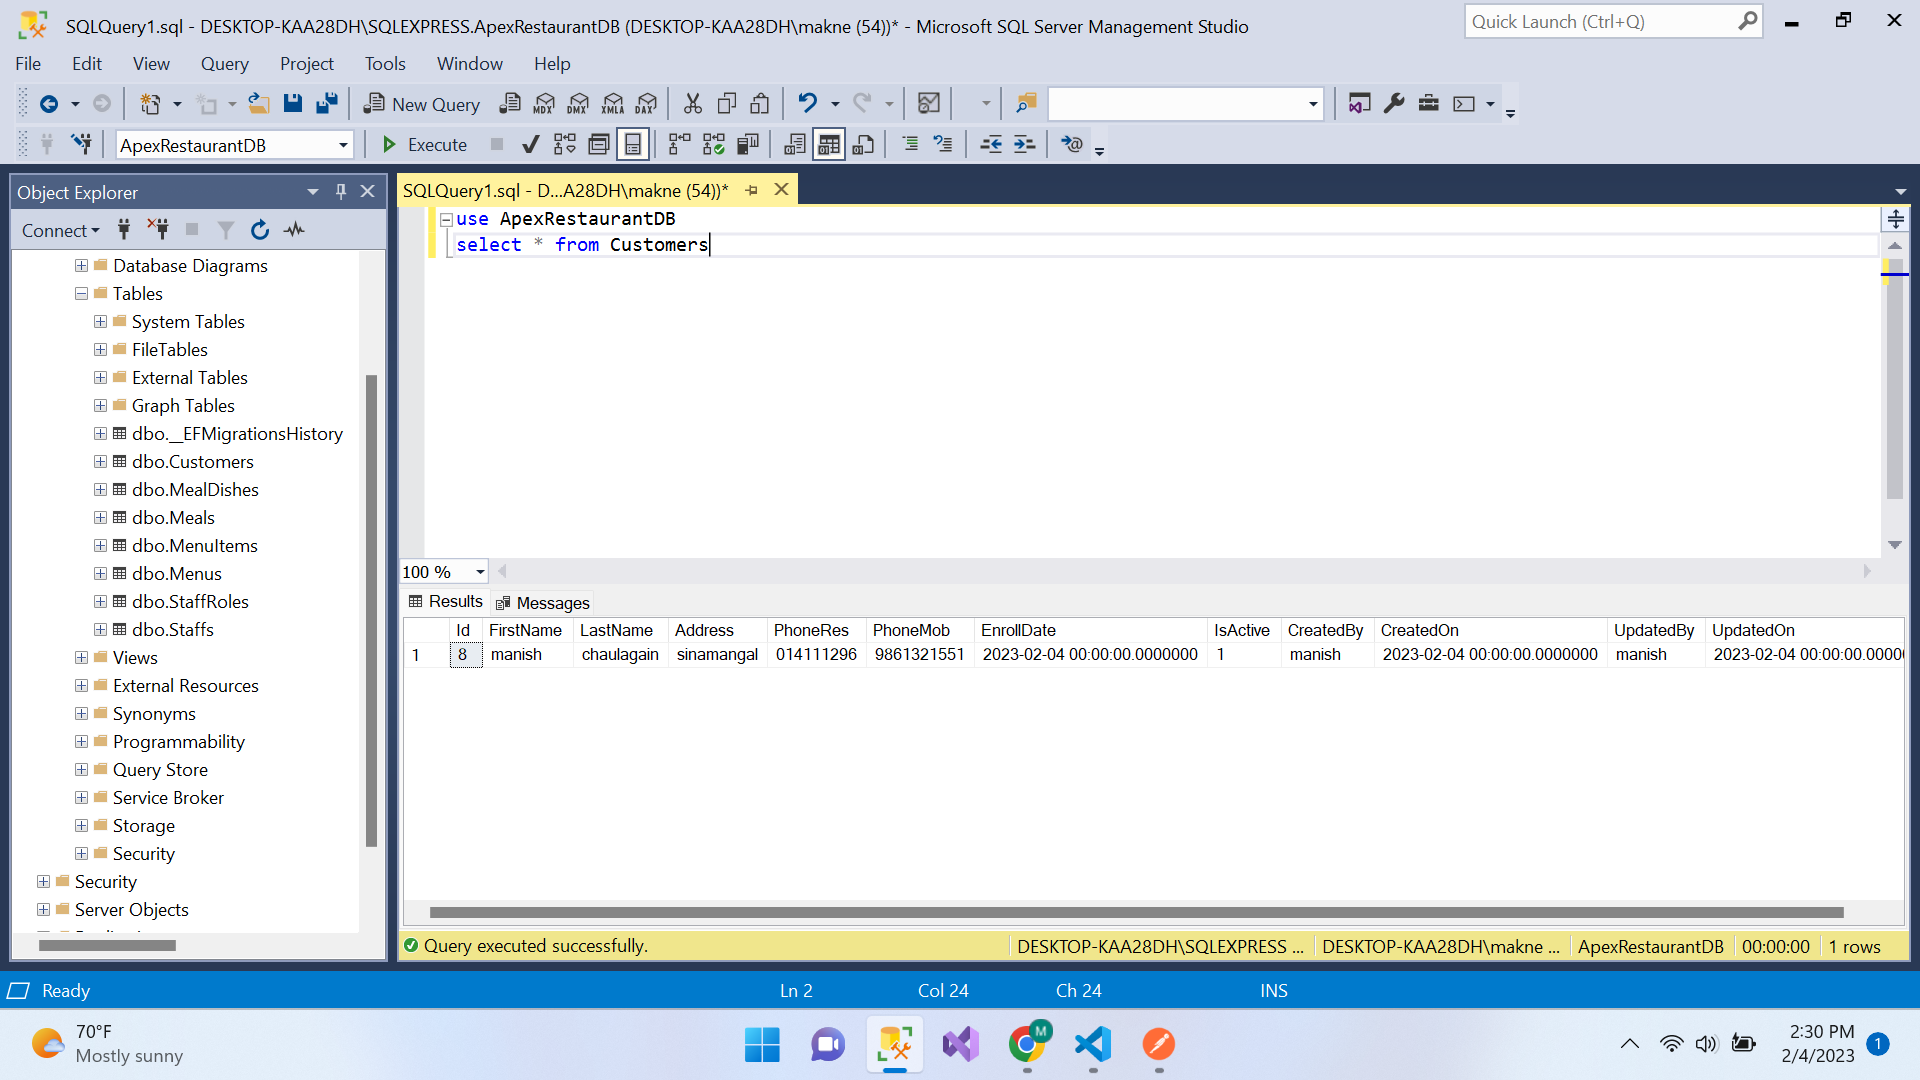 SQLQuery1.sql - DESKTOP-KAA28DH\SQLEXPRESS.ApexRestaurantDB (DESKTOP-KAA28DH\makne (54))* - Microsoft SQL Server Management Studio
Quick Launch (Ctrl+Q)
File Edit View Query Project Tools Window Help
New Query MDX DMX XMLA DAX
ApexRestaurantDB Execute
Object Explorer
Connect
Database Diagrams
Tables
System Tables
FileTables
External Tables
Graph Tables
dbo.__EFMigrationsHistory
dbo.Customers
dbo.MealDishes
dbo.Meals
dbo.MenuItems
dbo.Menus
dbo.StaffRoles
dbo.Staffs
Views
External Resources
Synonyms
Programmability
Query Store
Service Broker
Storage
Security
Security
Server Objects
SQLQuery1.sql - D...A28DH\makne (54))*
use ApexRestaurantDB
select * from Customers
100 %
Results Messages
Id FirstName LastName Address PhoneRes PhoneMob EnrollDate IsActive CreatedBy CreatedOn UpdatedBy UpdatedOn
1 8 manish chaulagain sinamangal 014111296 9861321551 2023-02-04 00:00:00.0000000 1 manish 2023-02-04 00:00:00.0000000 manish 2023-02-04 00:00:00.0000
Query executed successfully. DESKTOP-KAA28DH\SQLEXPRESS ... DESKTOP-KAA28DH\makne ... ApexRestaurantDB 00:00:00 1 rows
Ready Ln 2 Col 24 Ch 24 INS
70°F
Mostly sunny
M
2:30 PM
2/4/2023
1